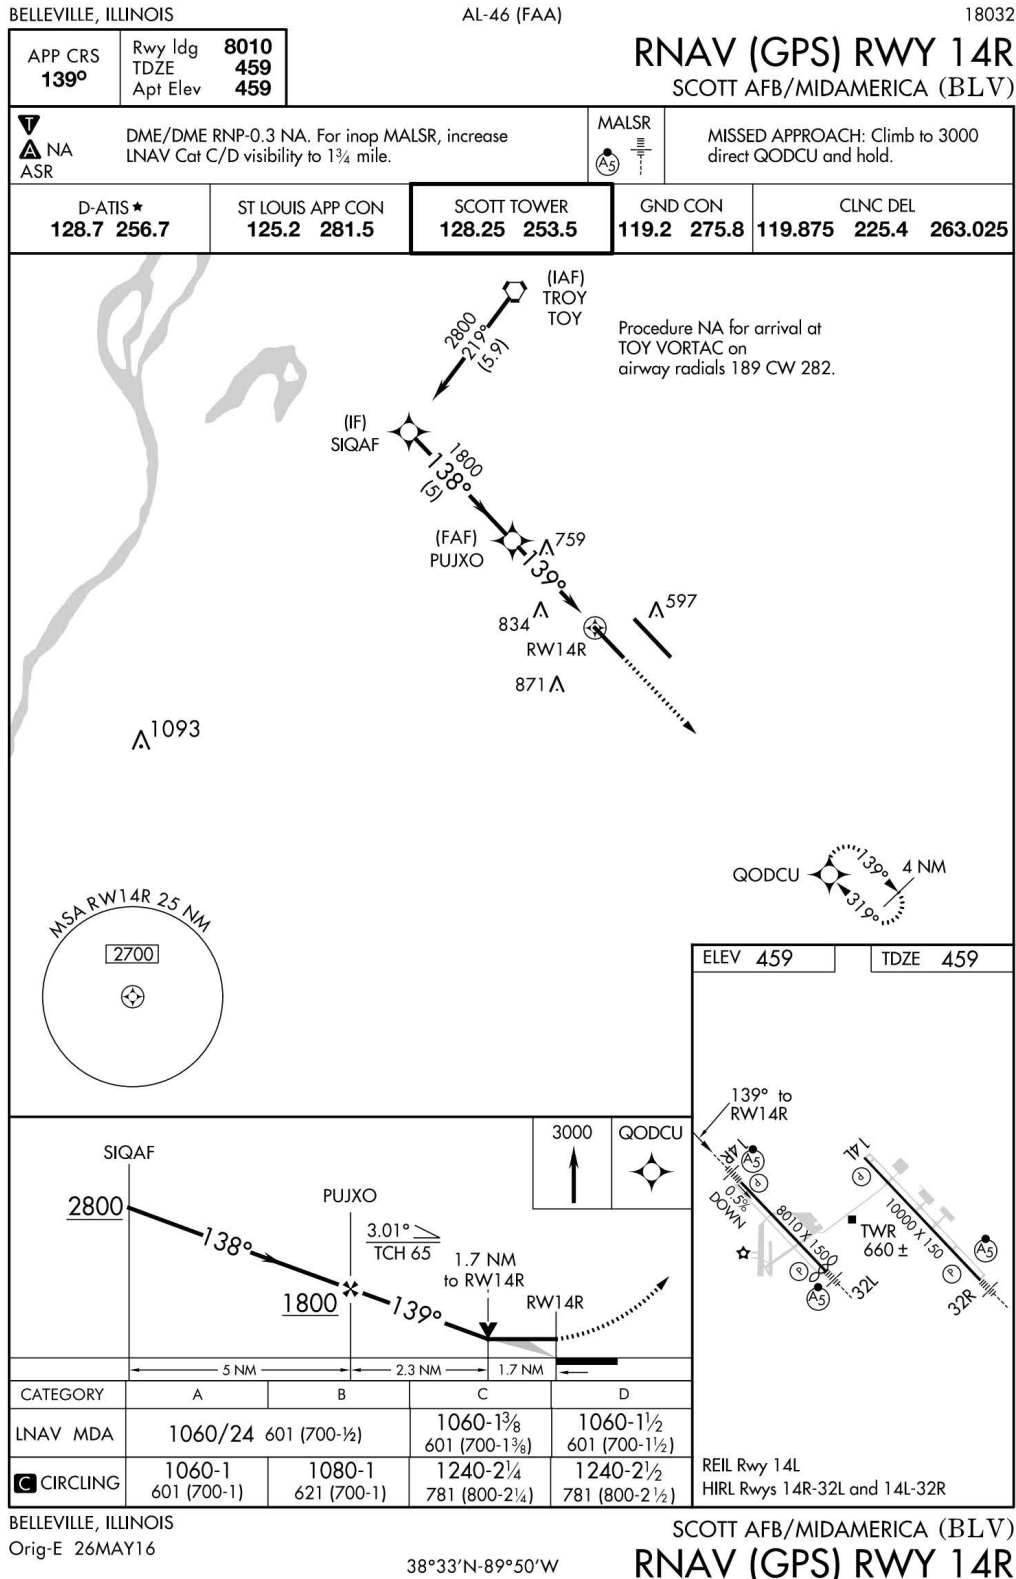 BELLEVILLE, ILLINOIS
AL-46 (FAA)
18032
APP CRS
139°
Rwy ldg 8010
TDZE 459
Apt Elev 459
RNAV (GPS) RWY 14R
SCOTT AFB/MIDAMERICA (BLV)
T
A NA
ASR
DME/DME RNP-0.3 NA. For inop MALSR, increase
LNAV Cat C/D visibility to 1¾ mile.
MALSR
A5
MISSED APPROACH: Climb to 3000
direct QODCU and hold.
D-ATIS★
128.7 256.7
ST LOUIS APP CON
125.2 281.5
SCOTT TOWER
128.25 253.5
GND CON
119.2 275.8
CLNC DEL
119.875 225.4 263.025
(IAF)
TROY
TOY
2800
219°
(5.9)
Procedure NA for arrival at
TOY VORTAC on
airway radials 189 CW 282.
(IF)
SIQAF
1800
138°
(5)
(FAF)
PUJXO
759
139°
834
597
RW14R
871
1093
QODCU
139°
4 NM
319°
MSA RW14R 25 NM
2700
ELEV 459
TDZE 459
139° to
RW14R
14R
A5
P
0.5%
DOWN
8010 X 150
P
A5
32L
14L
P
10000 X 150
TWR
660 ±
P
A5
32R
REIL Rwy 14L
HIRL Rwys 14R-32L and 14L-32R
3000
QODCU
SIQAF
2800
138°
PUJXO
1800
3.01°
TCH 65
139°
1.7 NM
to RW14R
RW14R
5 NM
2.3 NM
1.7 NM
CATEGORY A B C D
LNAV MDA
1060/24 601 (700-½)
1060-1⅜
601 (700-1⅜)
1060-1½
601 (700-1½)
C CIRCLING
1060-1
601 (700-1)
1080-1
621 (700-1)
1240-2¼
781 (800-2¼)
1240-2½
781 (800-2½)
BELLEVILLE, ILLINOIS
Orig-E 26MAY16
38°33'N-89°50'W
SCOTT AFB/MIDAMERICA (BLV)
RNAV (GPS) RWY 14R